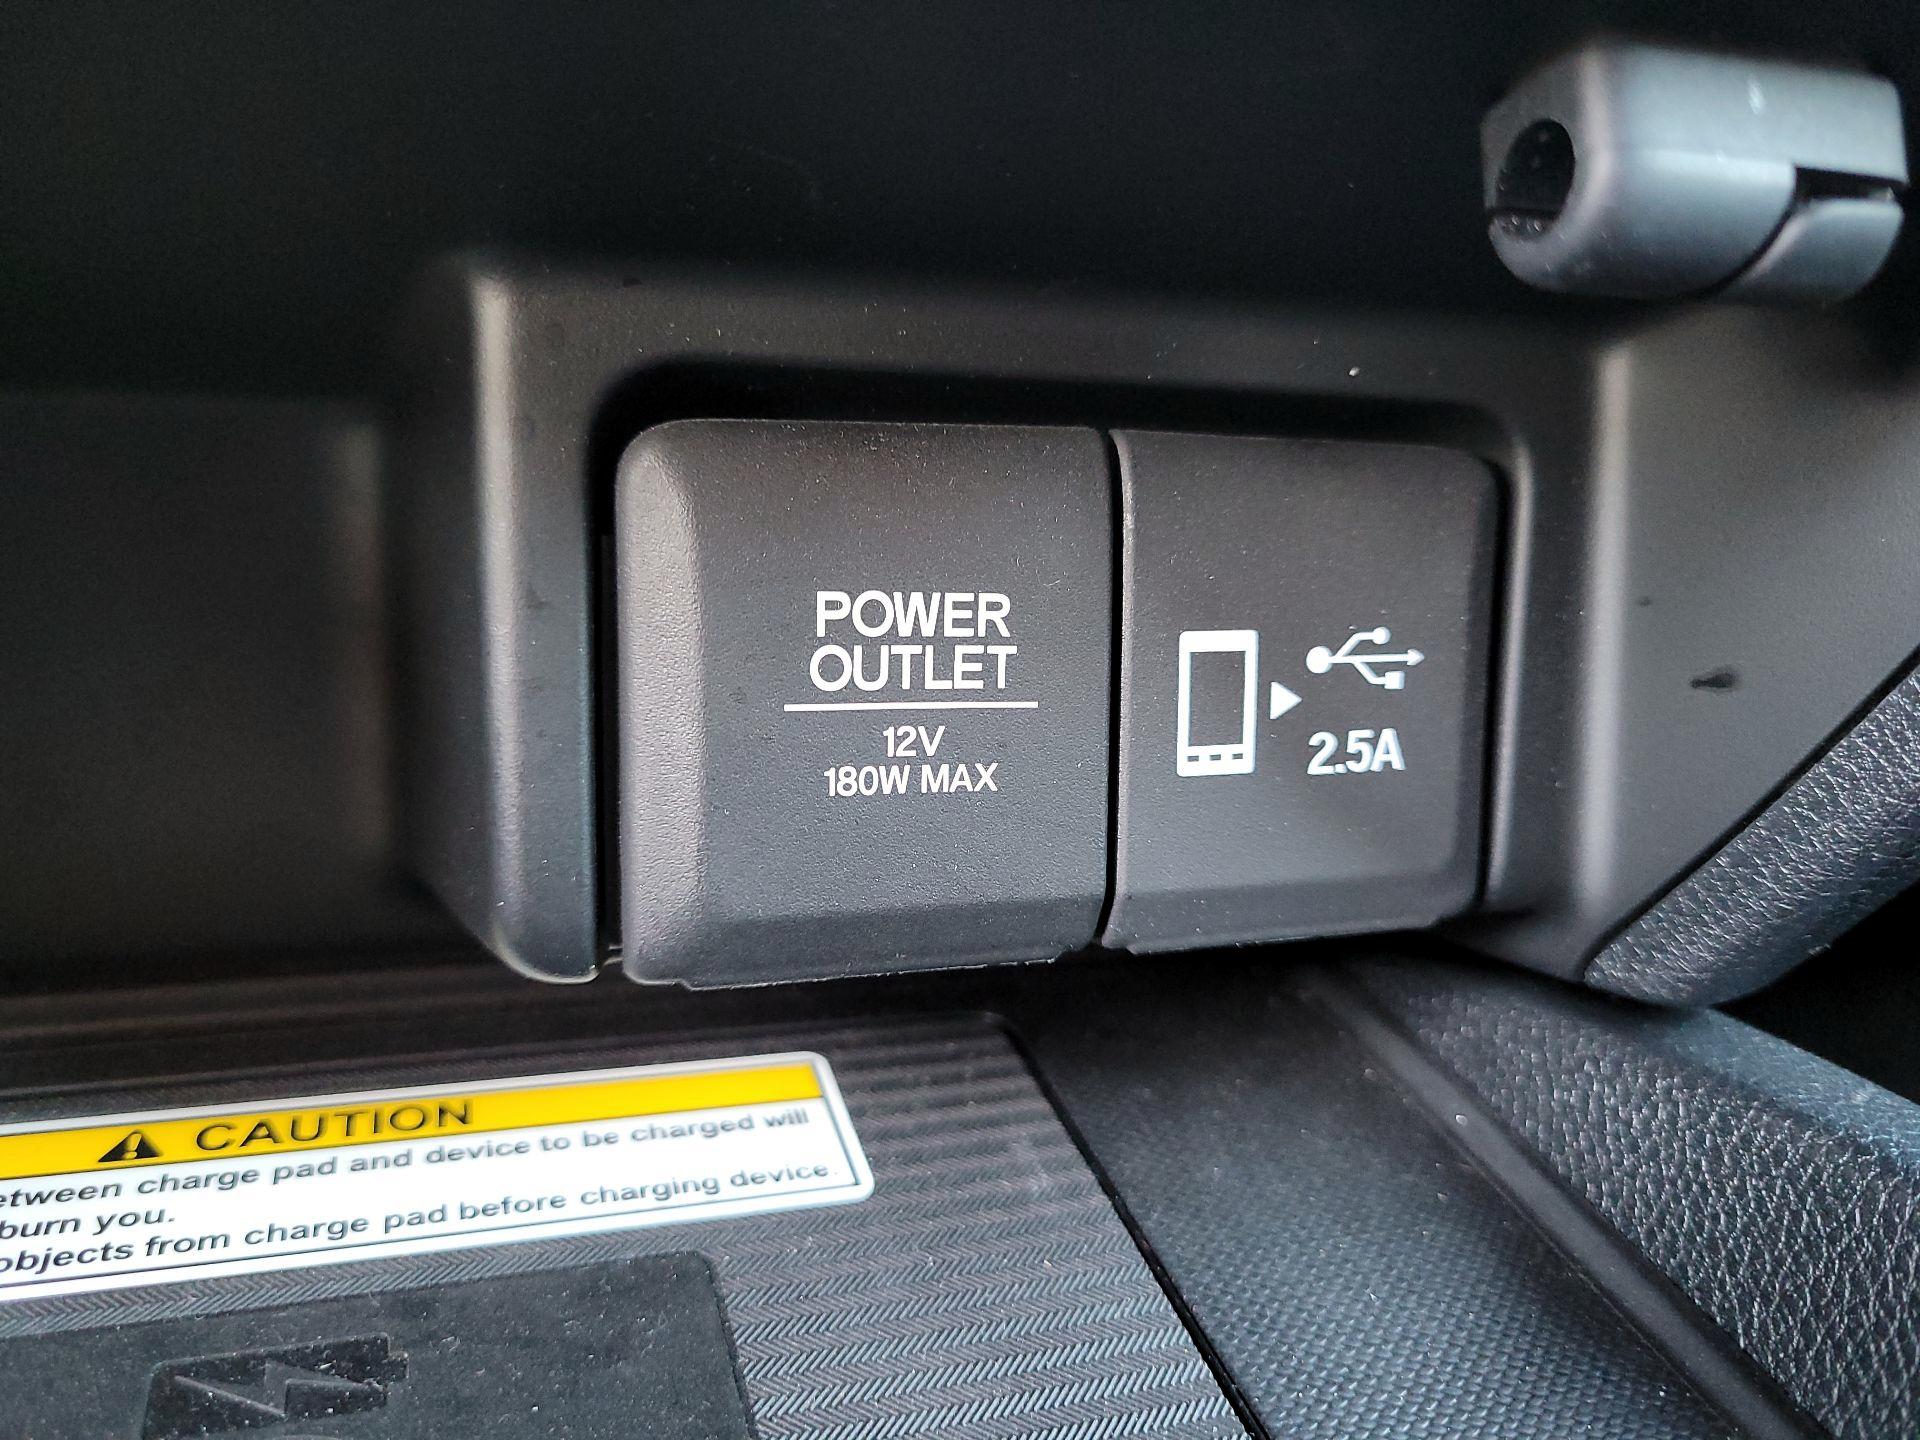 POWER
OUTLET
12V
180W MAX
2.5A
CAUTION
between charge pad and device to be charged will
burn you.
objects from charge pad before charging device.